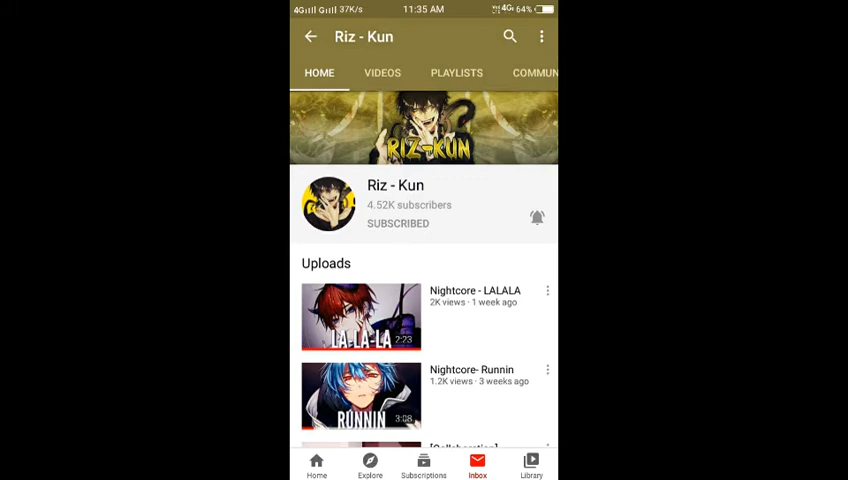 4G G 37K/s 11:35 AM 4G 64%
Riz - Kun
HOME VIDEOS PLAYLISTS COMMUN
RIZ-KUN
Riz - Kun
4.52K subscribers
SUBSCRIBED
Uploads
Nightcore - LALALA
2K views · 1 week ago
LA-LA-LA
2:23
Nightcore- Runnin
1.2K views · 3 weeks ago
RUNNIN
3:08
[Collaboration]
Home Explore Subscriptions Inbox Library